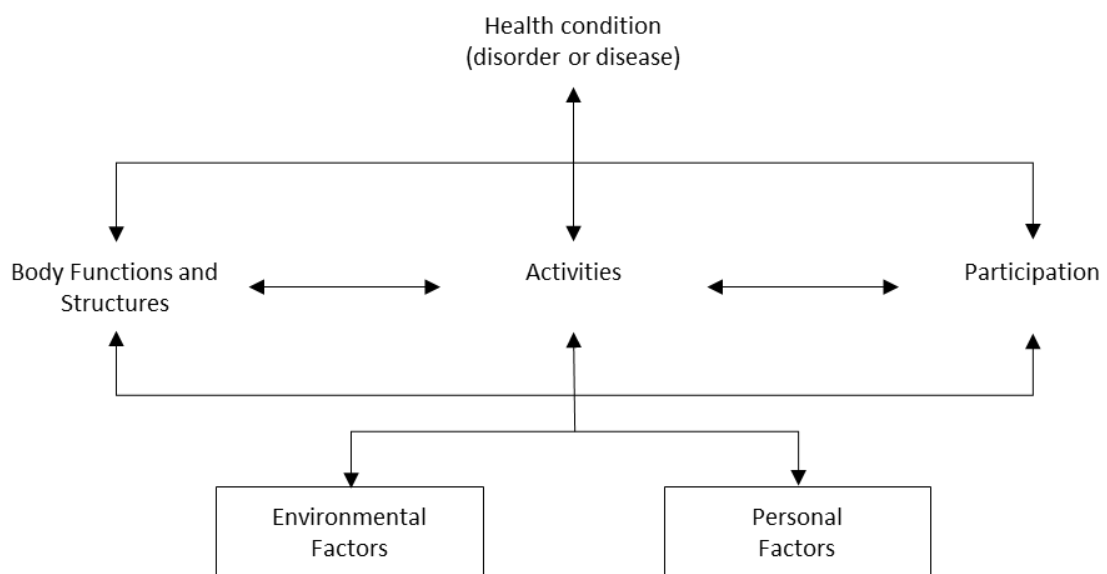 Health condition
(disorder or disease)
Body Functions and
Structures
Activities
Participation
Environmental
Factors
Personal
Factors